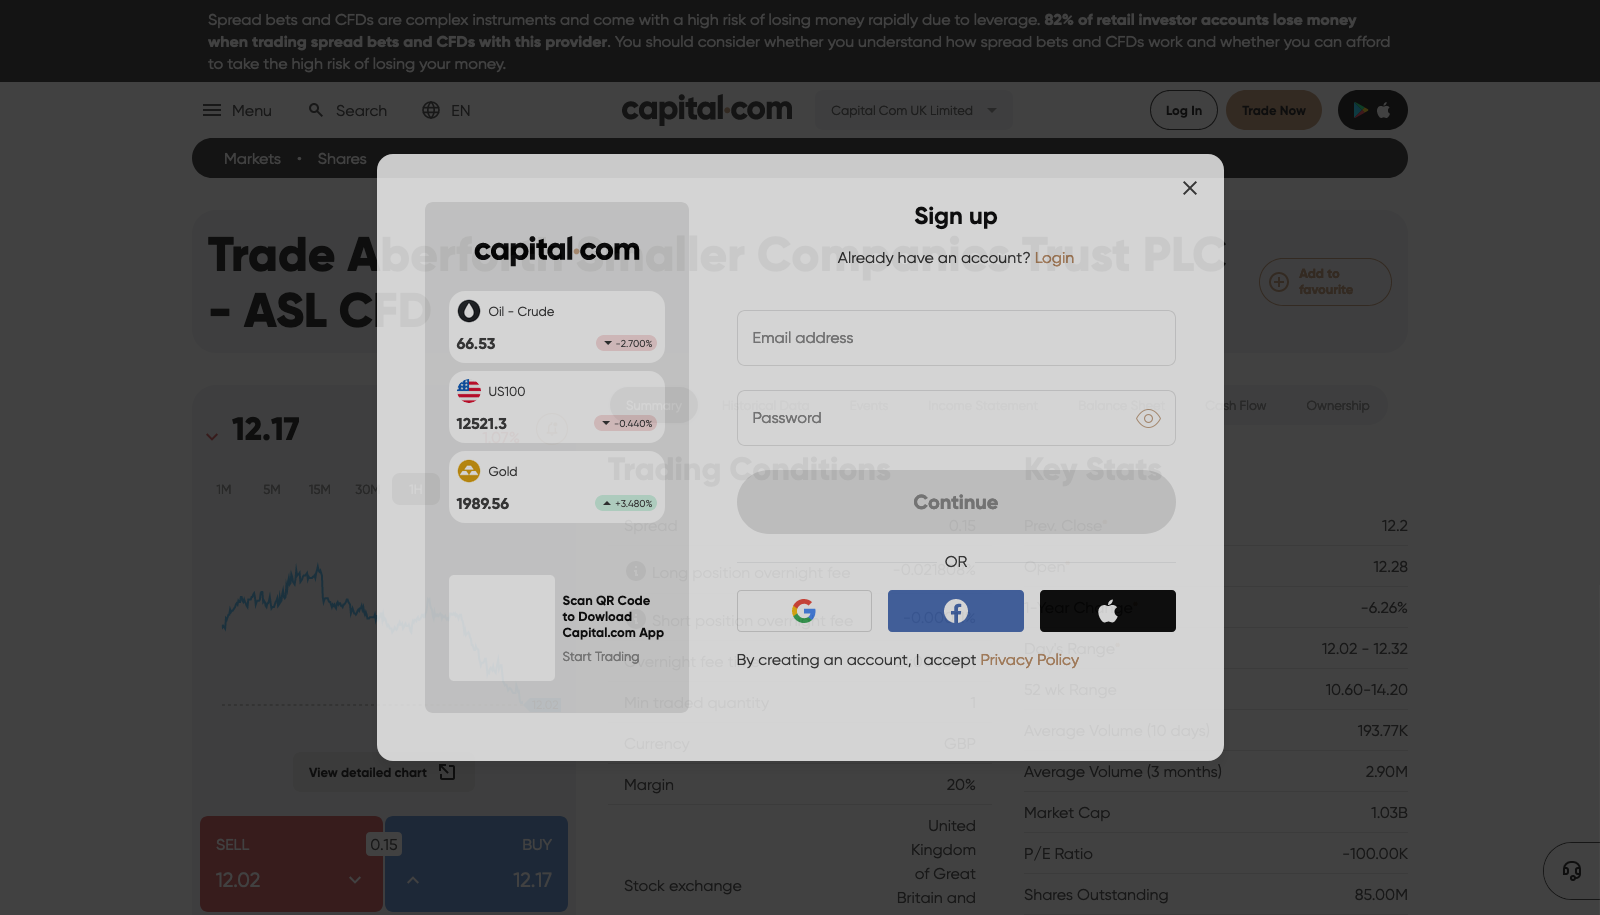 Spread bets and CFDs are complex instruments and come with a high risk of losing money rapidly due to leverage. 82% of retail investor accounts lose money
when trading spread bets and CFDs with this provider. You should consider whether you understand how spread bets and CFDs work and whether you can afford
to take the high risk of losing your money.
Menu
Search
EN
capital.com
Capital Com UK Limited
Log In
Trade Now
Markets • Shares
Trade Aberforth Smaller Companies Trust PLC
- ASL CFD
Add to
favourite
12.17
1M 5M 15M 30M 1H
View detailed chart
SELL
12.02
0.15
BUY
12.17
capital.com
Oil - Crude
66.53
-2.700%
US100
12521.3
-0.440%
Gold
1989.56
+3.480%
Scan QR Code
to Dowload
Capital.com App
Start Trading
Sign up
Already have an account? Login
Email address
Password
Continue
OR
By creating an account, I accept Privacy Policy
Summary
Historical Data
Events
Income Statement
Balance Sheet
Cash Flow
Ownership
Trading Conditions
Spread 0.15
Long position overnight fee
Short position overnight fee
Min traded quantity 1
Currency GBP
Margin 20%
Stock exchange
United
Kingdom
of Great
Britain and
Key Stats
Prev. Close* 12.2
Open* 12.28
1-Year Change* -6.26%
Day's Range* 12.02 - 12.32
52 wk Range 10.60-14.20
Average Volume (10 days) 193.77K
Average Volume (3 months) 2.90M
Market Cap 1.03B
P/E Ratio -100.00K
Shares Outstanding 85.00M